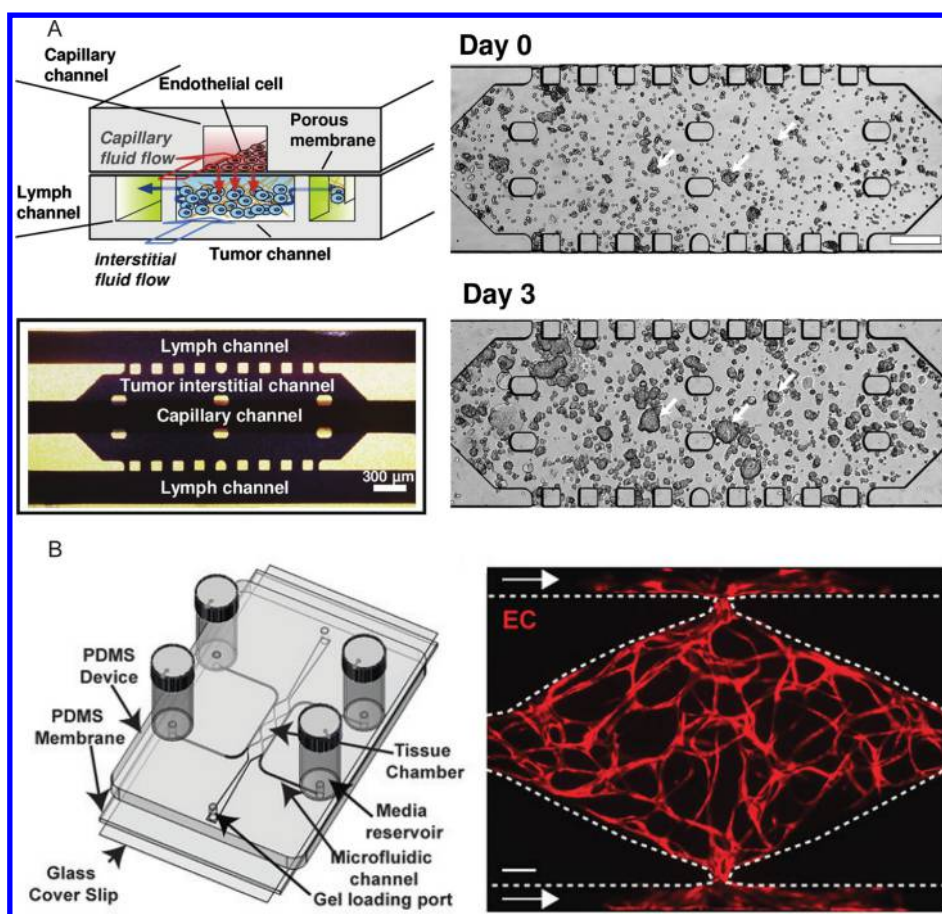 A
Capillary
channel
Endothelial cell
Porous
membrane
Capillary
fluid flow
Lymph
channel
Interstitial
fluid flow
Tumor channel
Day 0
Day 3
Lymph channel
Tumor interstitial channel
Capillary channel
Lymph channel
300 µm
B
PDMS
Device
PDMS
Membrane
Glass
Cover Slip
Tissue
Chamber
Media
reservoir
Microfluidic
channel
Gel loading port
EC